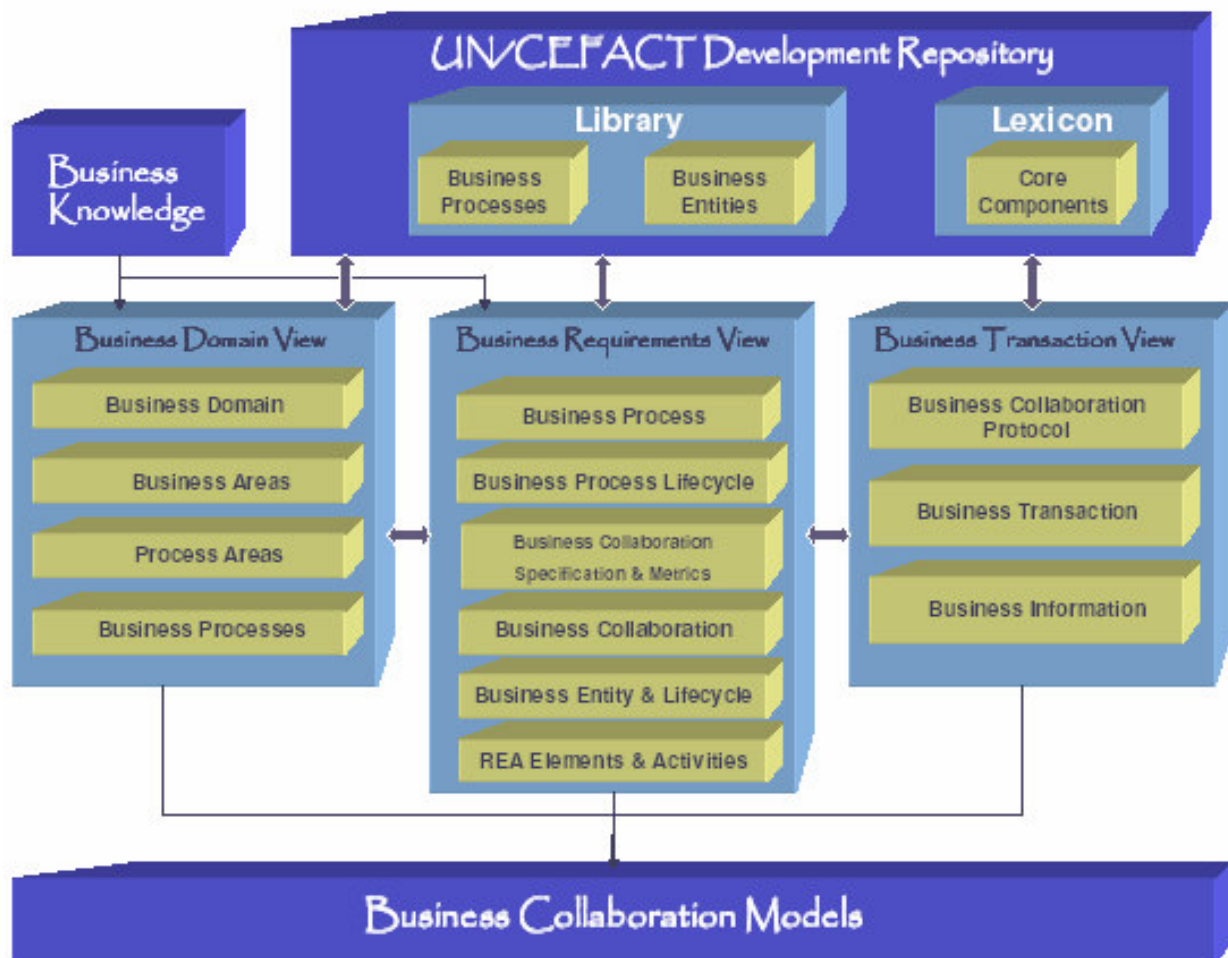 UN/CEFACT Development Repository
Library
Lexicon
Business
Processes
Business
Entities
Core
Components
Business
Knowledge
Business Domain View
Business Domain
Business Areas
Process Areas
Business Processes
Business Requirements View
Business Process
Business Process Lifecycle
Business Collaboration
Specification & Metrics
Business Collaboration
Business Entity & Lifecycle
REA Elements & Activities
Business Transaction View
Business Collaboration
Protocol
Business Transaction
Business Information
Business Collaboration Models